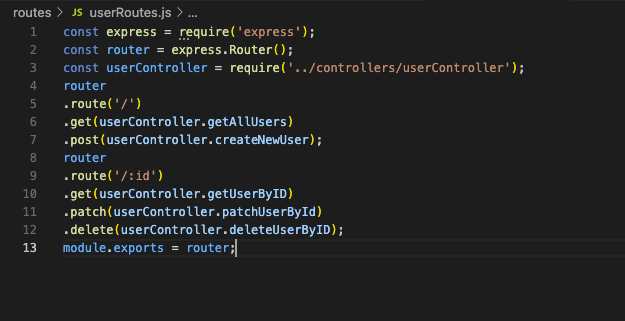 routes > JS userRoutes.js > ...
1 const express = require('express');
2 const router = express.Router();
3 const userController = require('../controllers/userController');
4 router
5 .route('/')
6 .get(userController.getAllUsers)
7 .post(userController.createNewUser);
8 router
9 .route('/:id')
10 .get(userController.getUserByID)
11 .patch(userController.patchUserById)
12 .delete(userController.deleteUserByID);
13 module.exports = router;